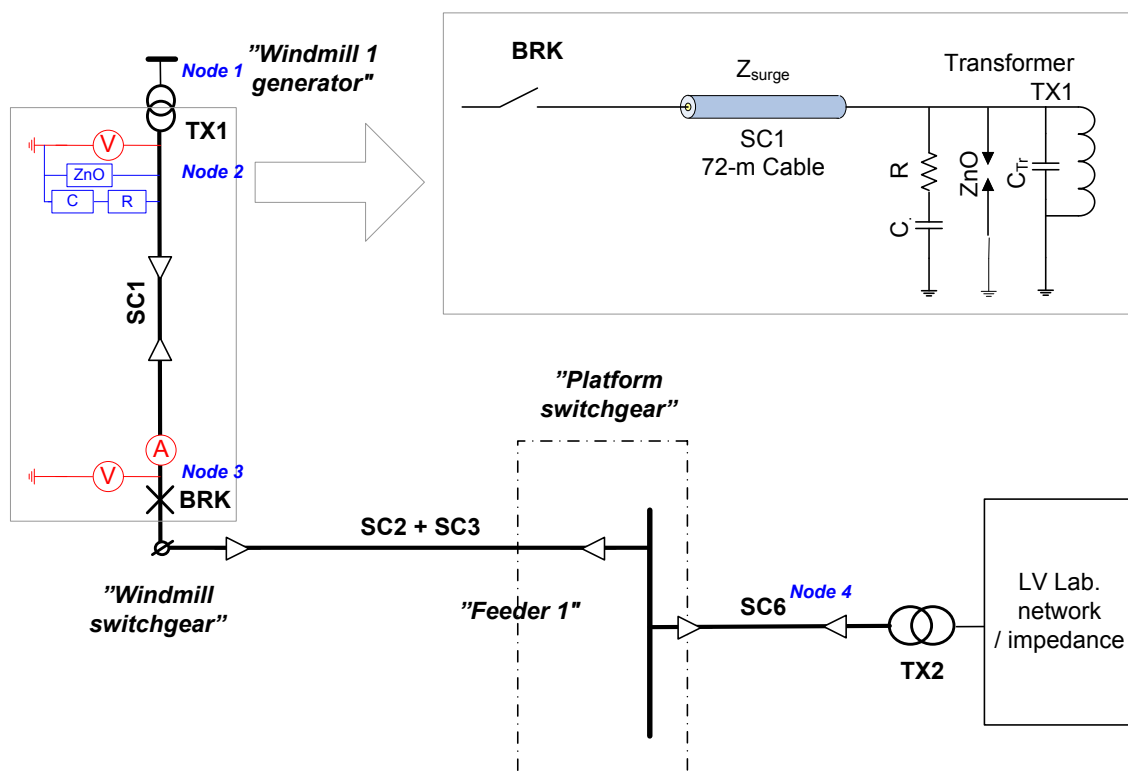 Node 1
”Windmill 1
generator"
TX1
V
ZnO
Node 2
C
R
SC1
A
V
Node 3
BRK
BRK
Zsurge
SC1
72-m Cable
Transformer
TX1
R
C
ZnO
CTr
”Platform
switchgear”
SC2 + SC3
”Windmill
switchgear”
”Feeder 1"
SC6
Node 4
TX2
LV Lab.
network
/ impedance